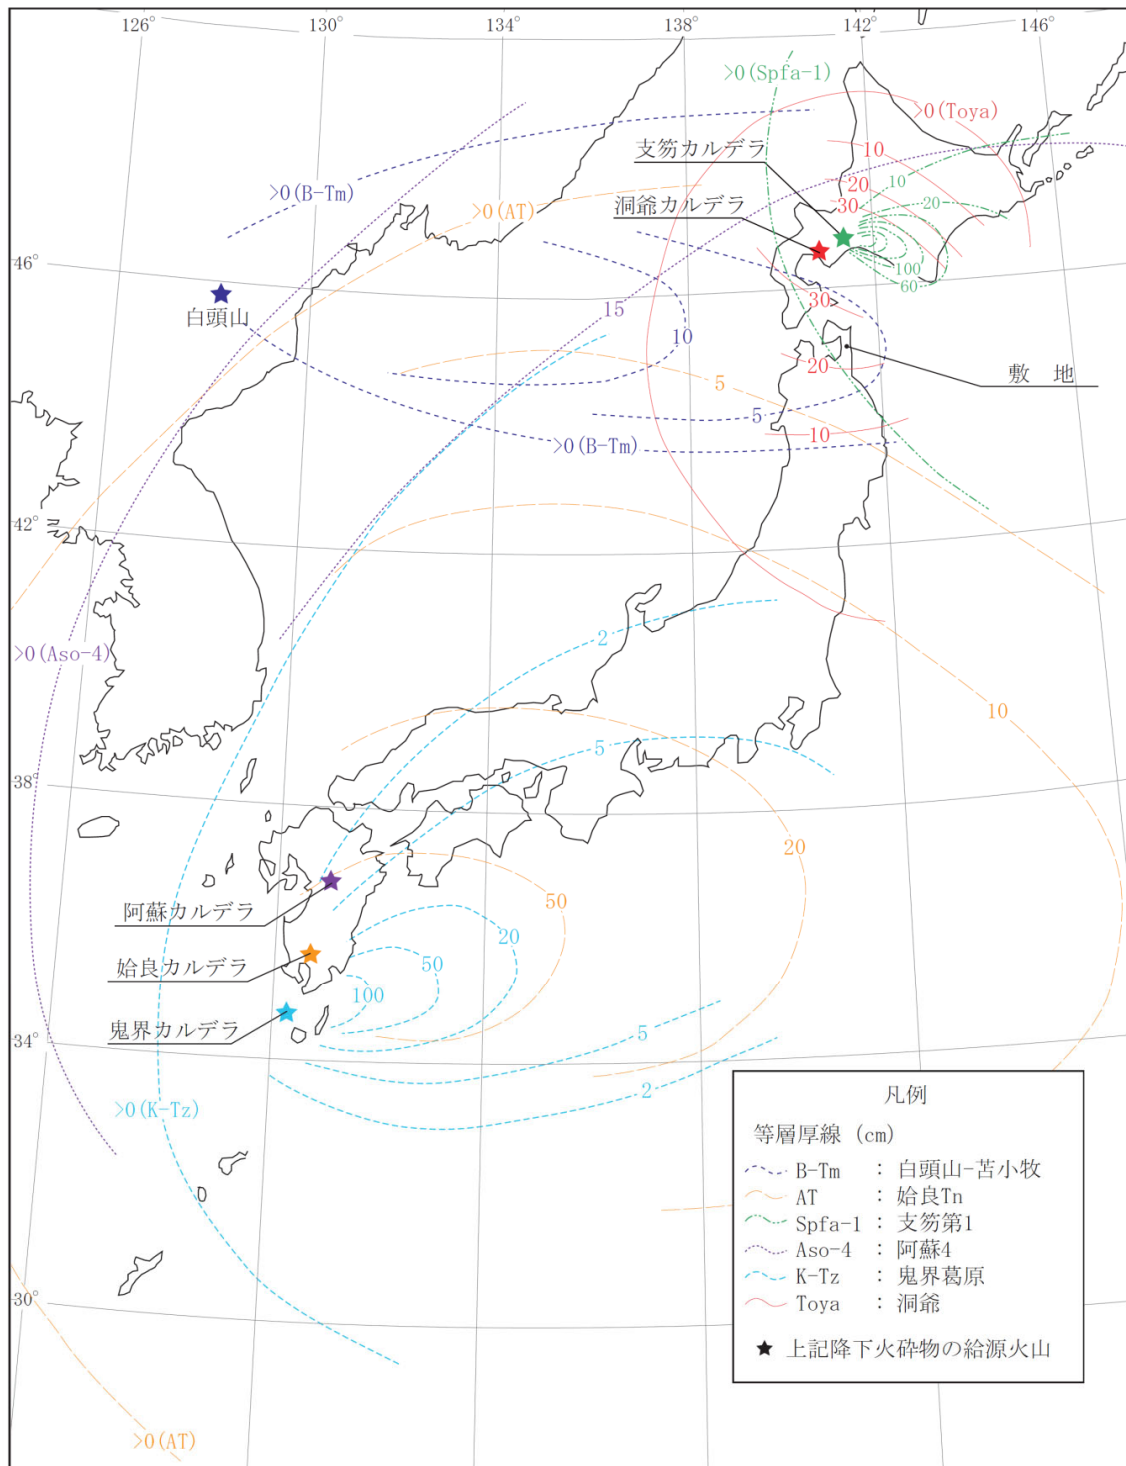 126° 130° 134° 138° 142° 146°
>0(Spfa-1)
>0(Toya)
支笏カルデラ
10
10
>0(B-Tm)
20
20
洞爺カルデラ
30
>0(AT)
46°
100
60
白頭山
30
15
10
敷 地
20
5
5
10
>0(B-Tm)
42°
2
>0(Aso-4)
10
5
38°
20
50
阿蘇カルデラ
20
50
姶良カルデラ
100
鬼界カルデラ
34°
5
2
>0(K-Tz)
凡例
等層厚線 (cm)
B-Tm : 白頭山-苫小牧
AT : 姶良Tn
Spfa-1 : 支笏第1
Aso-4 : 阿蘇4
K-Tz : 鬼界葛原
Toya : 洞爺
★ 上記降下火砕物の給源火山
30°
>0(AT)